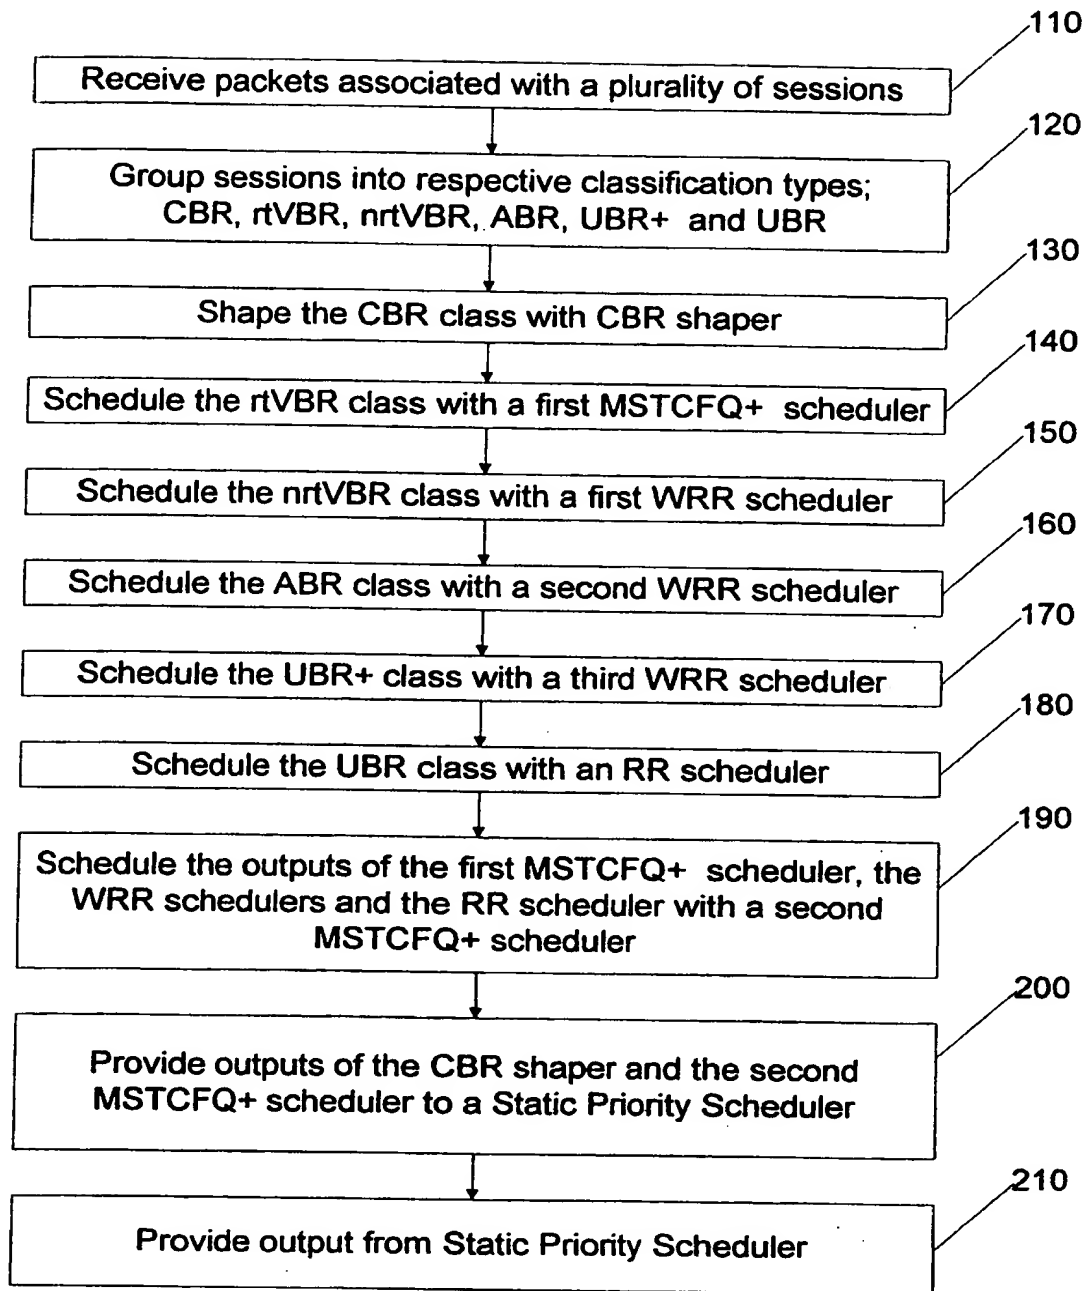 110
Receive packets associated with a plurality of sessions
120
Group sessions into respective classification types;
CBR, rtVBR, nrtVBR, ABR, UBR+ and UBR
130
Shape the CBR class with CBR shaper
140
Schedule the rtVBR class with a first MSTCFQ+ scheduler
150
Schedule the nrtVBR class with a first WRR scheduler
160
Schedule the ABR class with a second WRR scheduler
170
Schedule the UBR+ class with a third WRR scheduler
180
Schedule the UBR class with an RR scheduler
190
Schedule the outputs of the first MSTCFQ+ scheduler, the
WRR schedulers and the RR scheduler with a second
MSTCFQ+ scheduler
200
Provide outputs of the CBR shaper and the second
MSTCFQ+ scheduler to a Static Priority Scheduler
210
Provide output from Static Priority Scheduler